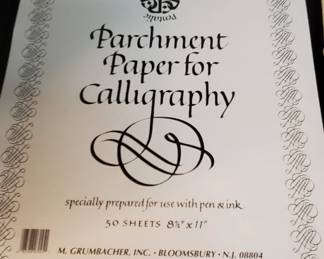 Pentalic
Parchment
Paper for
Calligraphy
specially prepared for use with pen & ink
50 SHEETS 8½" x 11"
M. GRUMBACHER, INC. • BLOOMSBURY • N.J. 08804